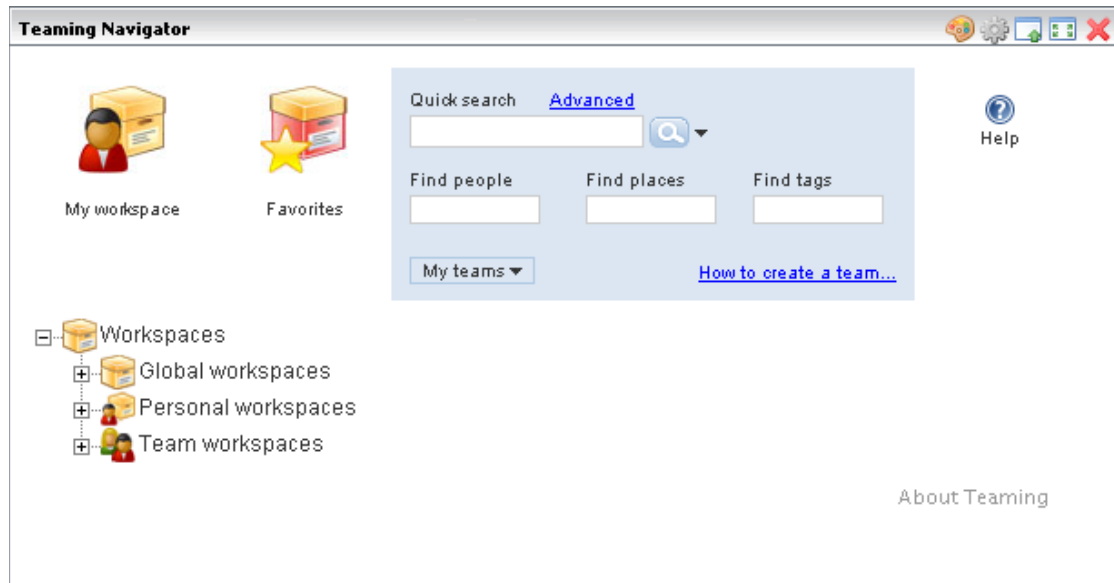 Teaming Navigator
My workspace
Favorites
Quick search Advanced
Find people Find places Find tags
My teams
How to create a team...
Help
Workspaces
Global workspaces
Personal workspaces
Team workspaces
About Teaming